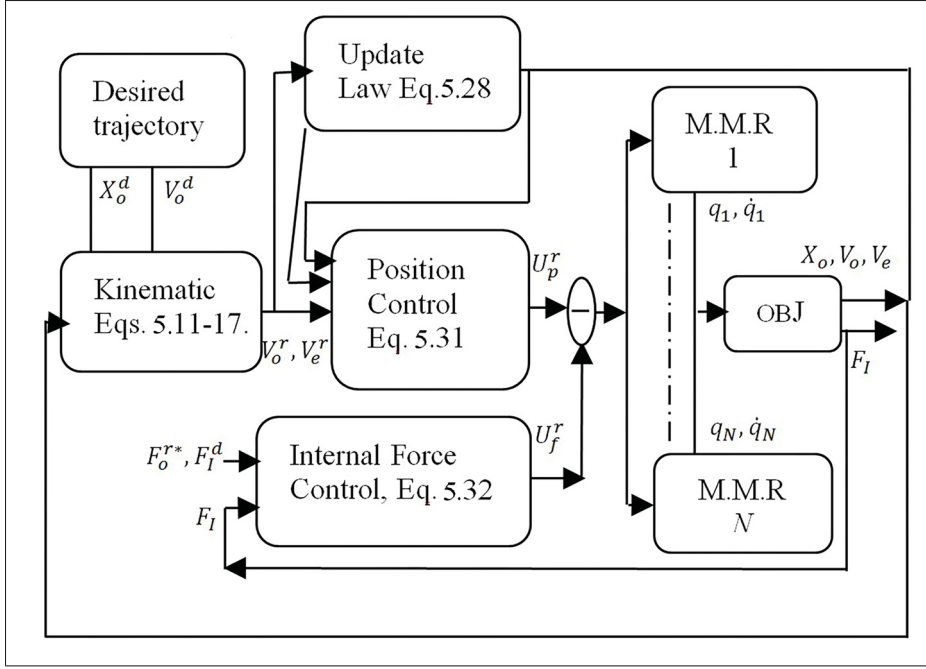 Update
Law Eq.5.28
Desired
trajectory
M.M.R
1
X_o^d
V_o^d
q_1, q̇_1
X_o, V_o, V_e
Kinematic
Eqs. 5.11-17.
Position
Control
Eq. 5.31
U_p^r
−
OBJ
V_o^r, V_e^r
F_I
F_o^{r*}, F_I^d
Internal Force
Control, Eq. 5.32
U_f^r
q_N, q̇_N
M.M.R
N
F_I